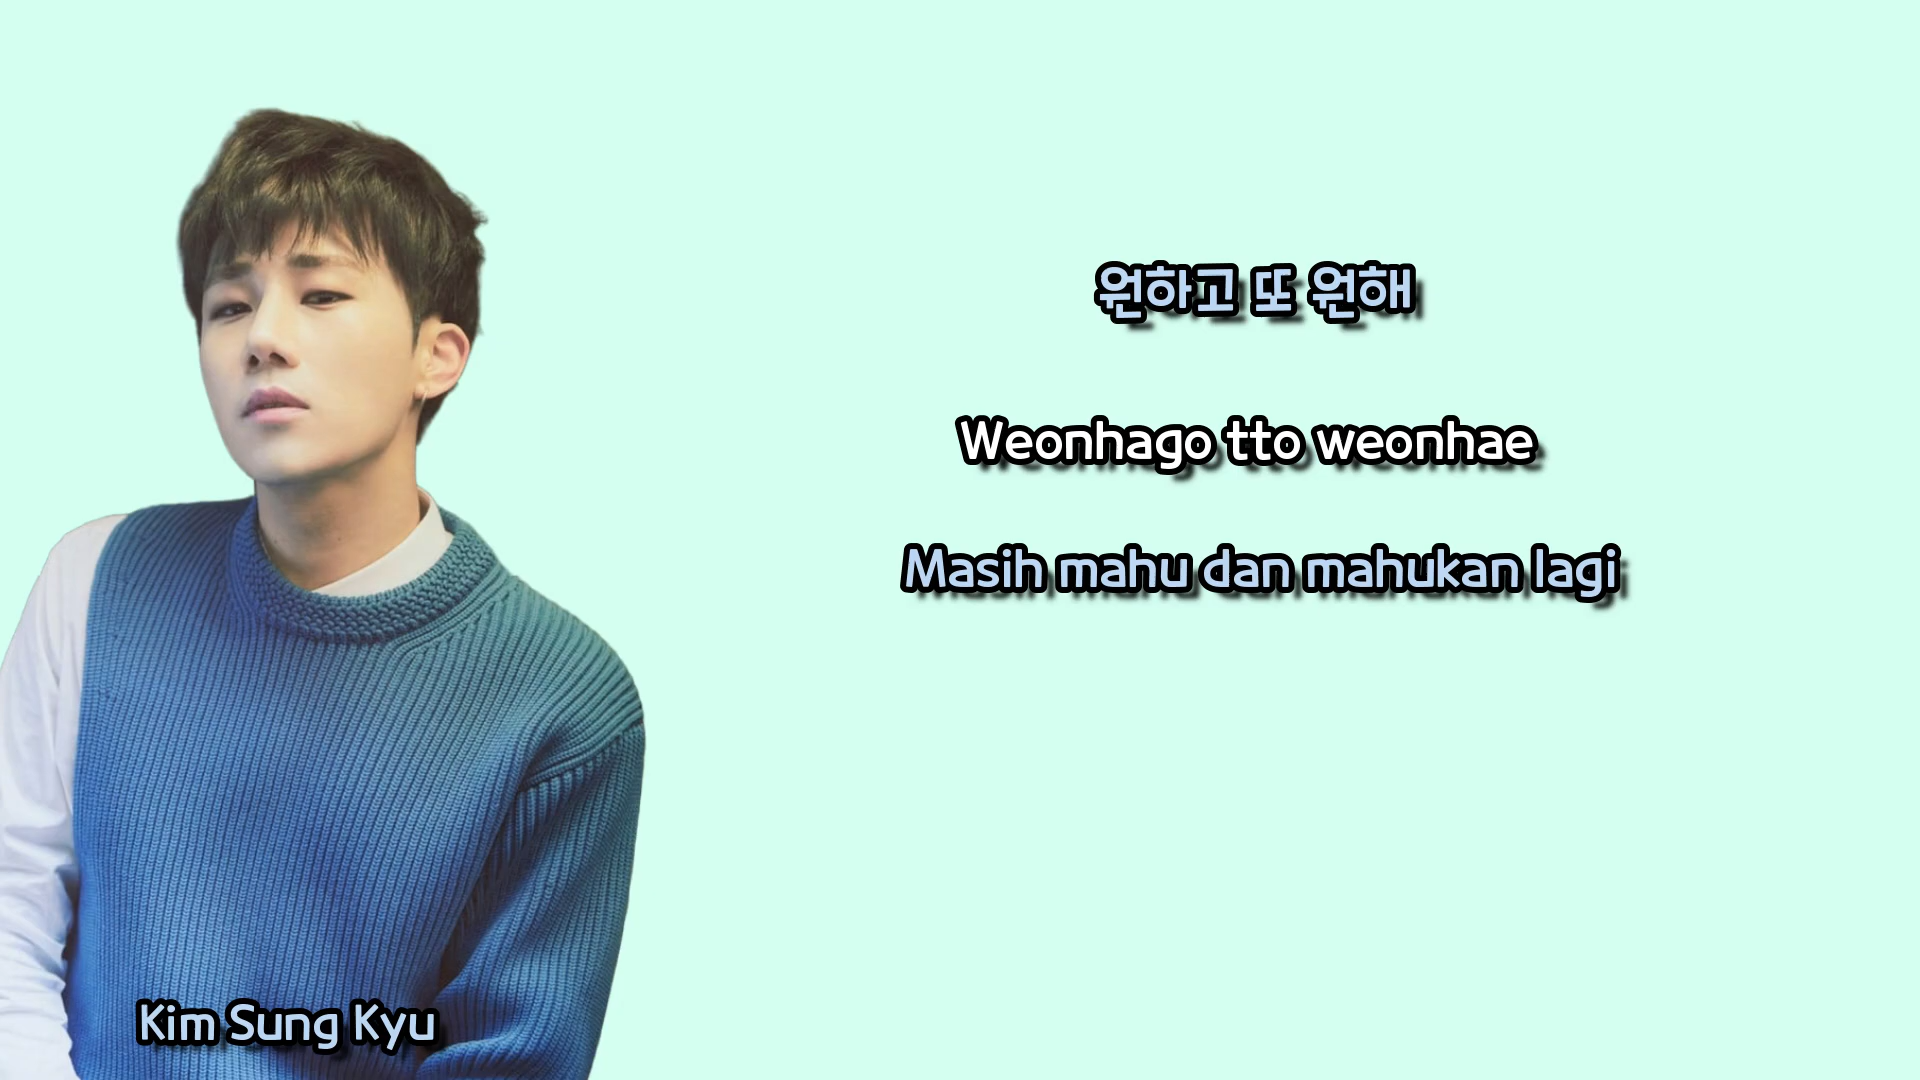 원하고 또 원해
Weonhago tto weonhae
Masih mahu dan mahukan lagi
Kim Sung Kyu